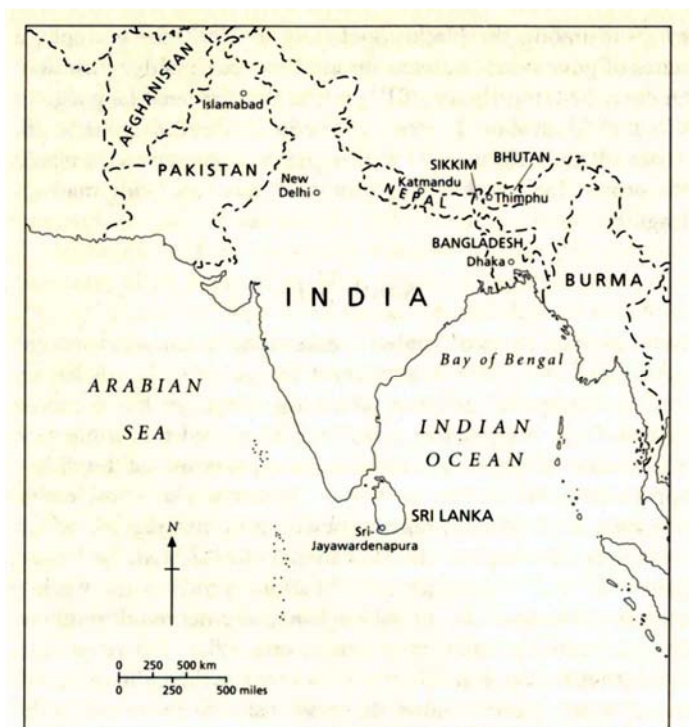 AFGHANISTAN
Islamabad
PAKISTAN
New
Delhi
SIKKIM
BHUTAN
Katmandu
NEPAL
Thimphu
BANGLADESH
Dhaka
BURMA
INDIA
Bay of Bengal
ARABIAN
SEA
INDIAN
OCEAN
SRI LANKA
Sri-
Jayawardenapura
N
0 250 500 km
0 250 500 miles